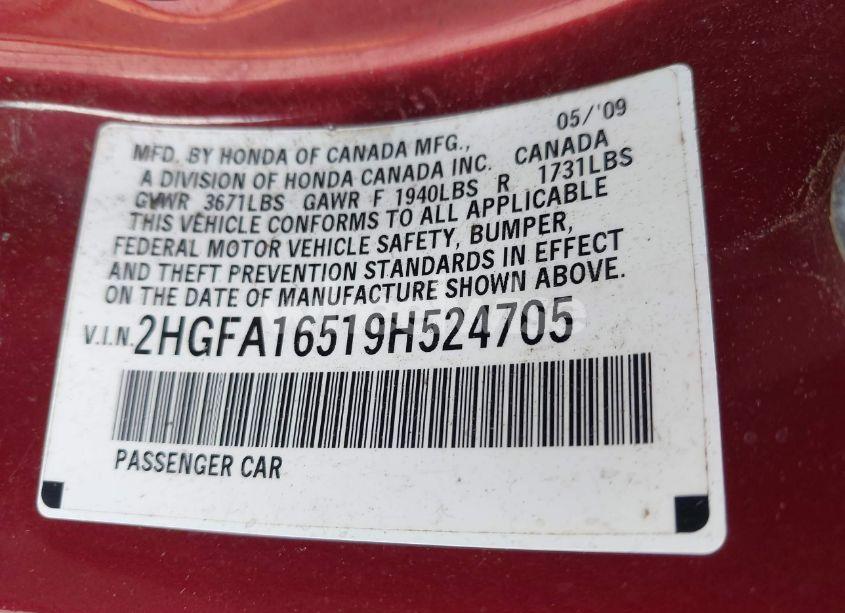 05/'09
MFD. BY HONDA OF CANADA MFG.,
A DIVISION OF HONDA CANADA INC. CANADA
GVWR 3671LBS GAWR F 1940LBS R 1731LBS
THIS VEHICLE CONFORMS TO ALL APPLICABLE
FEDERAL MOTOR VEHICLE SAFETY, BUMPER,
AND THEFT PREVENTION STANDARDS IN EFFECT
ON THE DATE OF MANUFACTURE SHOWN ABOVE.
V.I.N. 2HGFA16519H524705
PASSENGER CAR